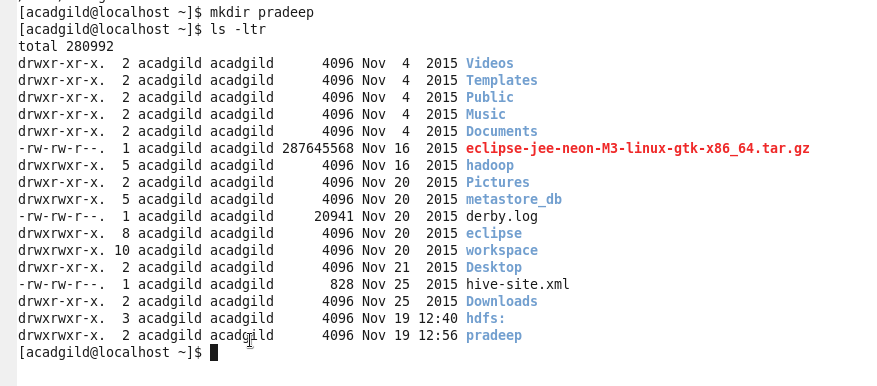 [acadgild@localhost ~]$ mkdir pradeep
[acadgild@localhost ~]$ ls -ltr
total 280992
drwxr-xr-x.  2 acadgild acadgild      4096 Nov  4  2015 Videos
drwxr-xr-x.  2 acadgild acadgild      4096 Nov  4  2015 Templates
drwxr-xr-x.  2 acadgild acadgild      4096 Nov  4  2015 Public
drwxr-xr-x.  2 acadgild acadgild      4096 Nov  4  2015 Music
drwxr-xr-x.  2 acadgild acadgild      4096 Nov  4  2015 Documents
-rw-rw-r--.  1 acadgild acadgild 287645568 Nov 16  2015 eclipse-jee-neon-M3-linux-gtk-x86_64.tar.gz
drwxrwxr-x.  5 acadgild acadgild      4096 Nov 16  2015 hadoop
drwxr-xr-x.  2 acadgild acadgild      4096 Nov 20  2015 Pictures
drwxrwxr-x.  5 acadgild acadgild      4096 Nov 20  2015 metastore_db
-rw-rw-r--.  1 acadgild acadgild     20941 Nov 20  2015 derby.log
drwxrwxr-x.  8 acadgild acadgild      4096 Nov 20  2015 eclipse
drwxrwxr-x. 10 acadgild acadgild      4096 Nov 20  2015 workspace
drwxr-xr-x.  2 acadgild acadgild      4096 Nov 21  2015 Desktop
-rw-rw-r--.  1 acadgild acadgild       828 Nov 25  2015 hive-site.xml
drwxr-xr-x.  2 acadgild acadgild      4096 Nov 25  2015 Downloads
drwxrwxr-x.  3 acadgild acadgild      4096 Nov 19 12:40 hdfs:
drwxrwxr-x.  2 acadgild acadgild      4096 Nov 19 12:56 pradeep
[acadgild@localhost ~]$